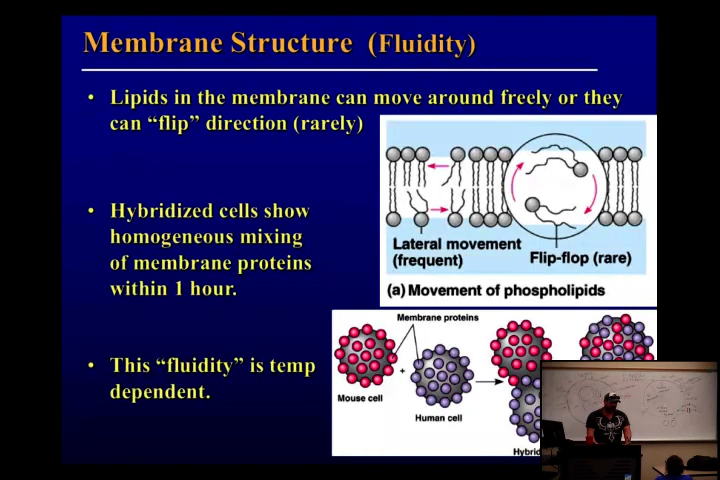 Membrane Structure (Fluidity)
• Lipids in the membrane can move around freely or they
can “flip” direction (rarely)
Lateral movement
(frequent)
Flip-flop (rare)
(a) Movement of phospholipids
• Hybridized cells show
homogeneous mixing
of membrane proteins
within 1 hour.
Membrane proteins
+
Mouse cell
Human cell
• This “fluidity” is temp
dependent.